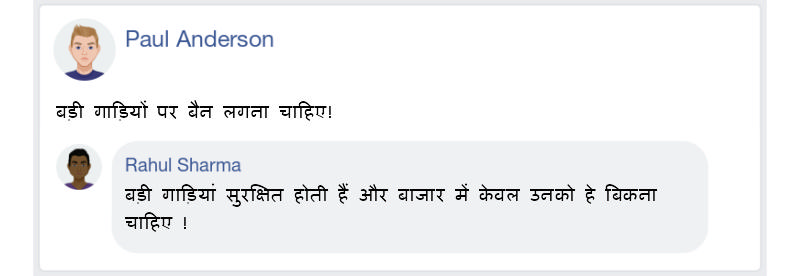 Paul Anderson
बड़ी गाड़ियों पर बैन लगना चाहिए!
Rahul Sharma
बड़ी गाड़ियां सुरक्षित होती हैं और बाजार में केवल उनको हे बिकना
चाहिए !